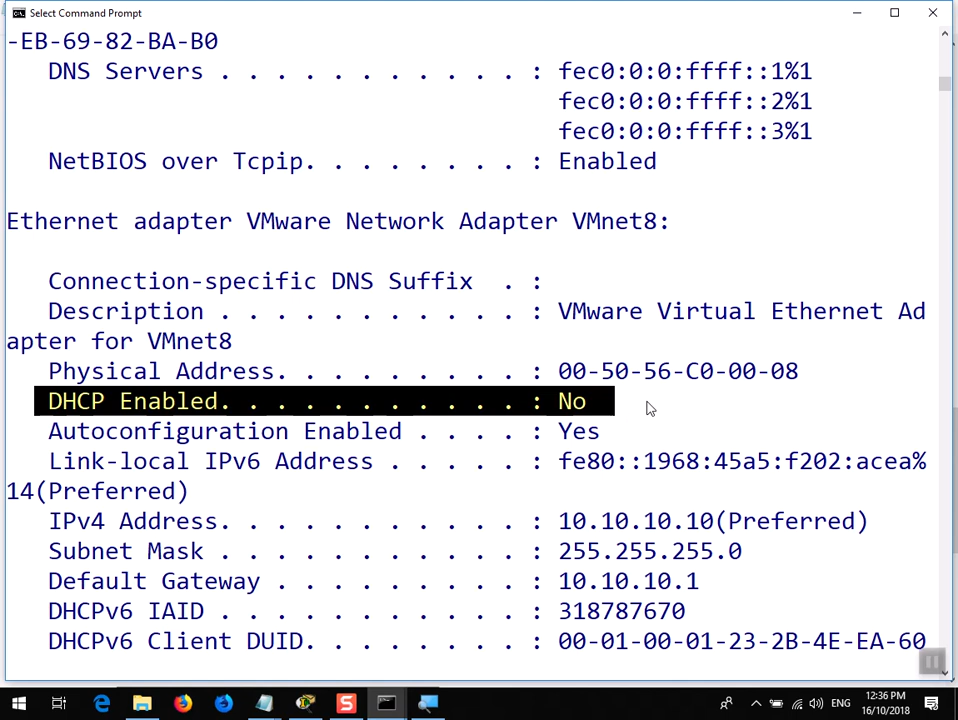 Select Command Prompt
-EB-69-82-BA-B0
DNS Servers . . . . . . . . . . . : fec0:0:0:ffff::1%1
fec0:0:0:ffff::2%1
fec0:0:0:ffff::3%1
NetBIOS over Tcpip. . . . . . . . : Enabled
Ethernet adapter VMware Network Adapter VMnet8:
Connection-specific DNS Suffix  . :
Description . . . . . . . . . . . : VMware Virtual Ethernet Ad
apter for VMnet8
Physical Address. . . . . . . . . : 00-50-56-C0-00-08
DHCP Enabled. . . . . . . . . . . : No
Autoconfiguration Enabled . . . . : Yes
Link-local IPv6 Address . . . . . : fe80::1968:45a5:f202:acea%
14(Preferred)
IPv4 Address. . . . . . . . . . . : 10.10.10.10(Preferred)
Subnet Mask . . . . . . . . . . . : 255.255.255.0
Default Gateway . . . . . . . . . : 10.10.10.1
DHCPv6 IAID . . . . . . . . . . . : 318787670
DHCPv6 Client DUID. . . . . . . . : 00-01-00-01-23-2B-4E-EA-60
ENG
12:36 PM
16/10/2018